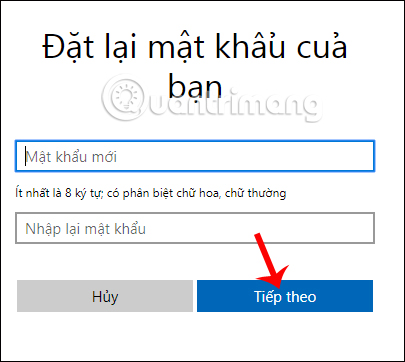 Đặt lại mật khẩu của
bạn
Quantrimang
Mật khẩu mới
Ít nhất là 8 ký tự; có phân biệt chữ hoa, chữ thường
Nhập lại mật khẩu
Hủy
Tiếp theo